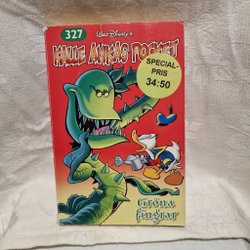 327
Walt Disney's
KALLE ANKAS POCKET
SPECIAL-
PRIS
34:50
Gröna
fingrar